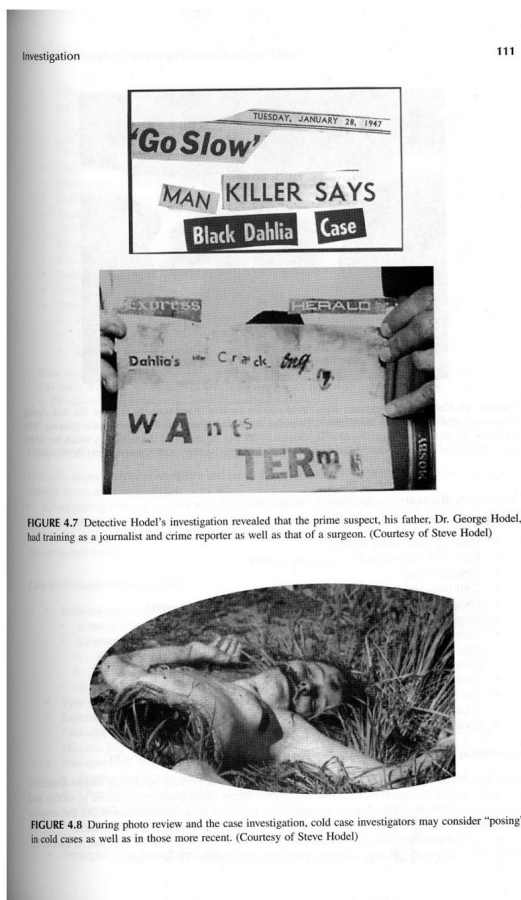 Investigation
111
TUESDAY, JANUARY 28, 1947
'Go Slow'
MAN KILLER SAYS
Black Dahlia Case
Express HERALD
Dahlia's Crack ing
WAnts
TERm
MOSBY
FIGURE 4.7 Detective Hodel's investigation revealed that the prime suspect, his father, Dr. George Hodel,
had training as a journalist and crime reporter as well as that of a surgeon. (Courtesy of Steve Hodel)
FIGURE 4.8 During photo review and the case investigation, cold case investigators may consider “posing”
in cold cases as well as in those more recent. (Courtesy of Steve Hodel)